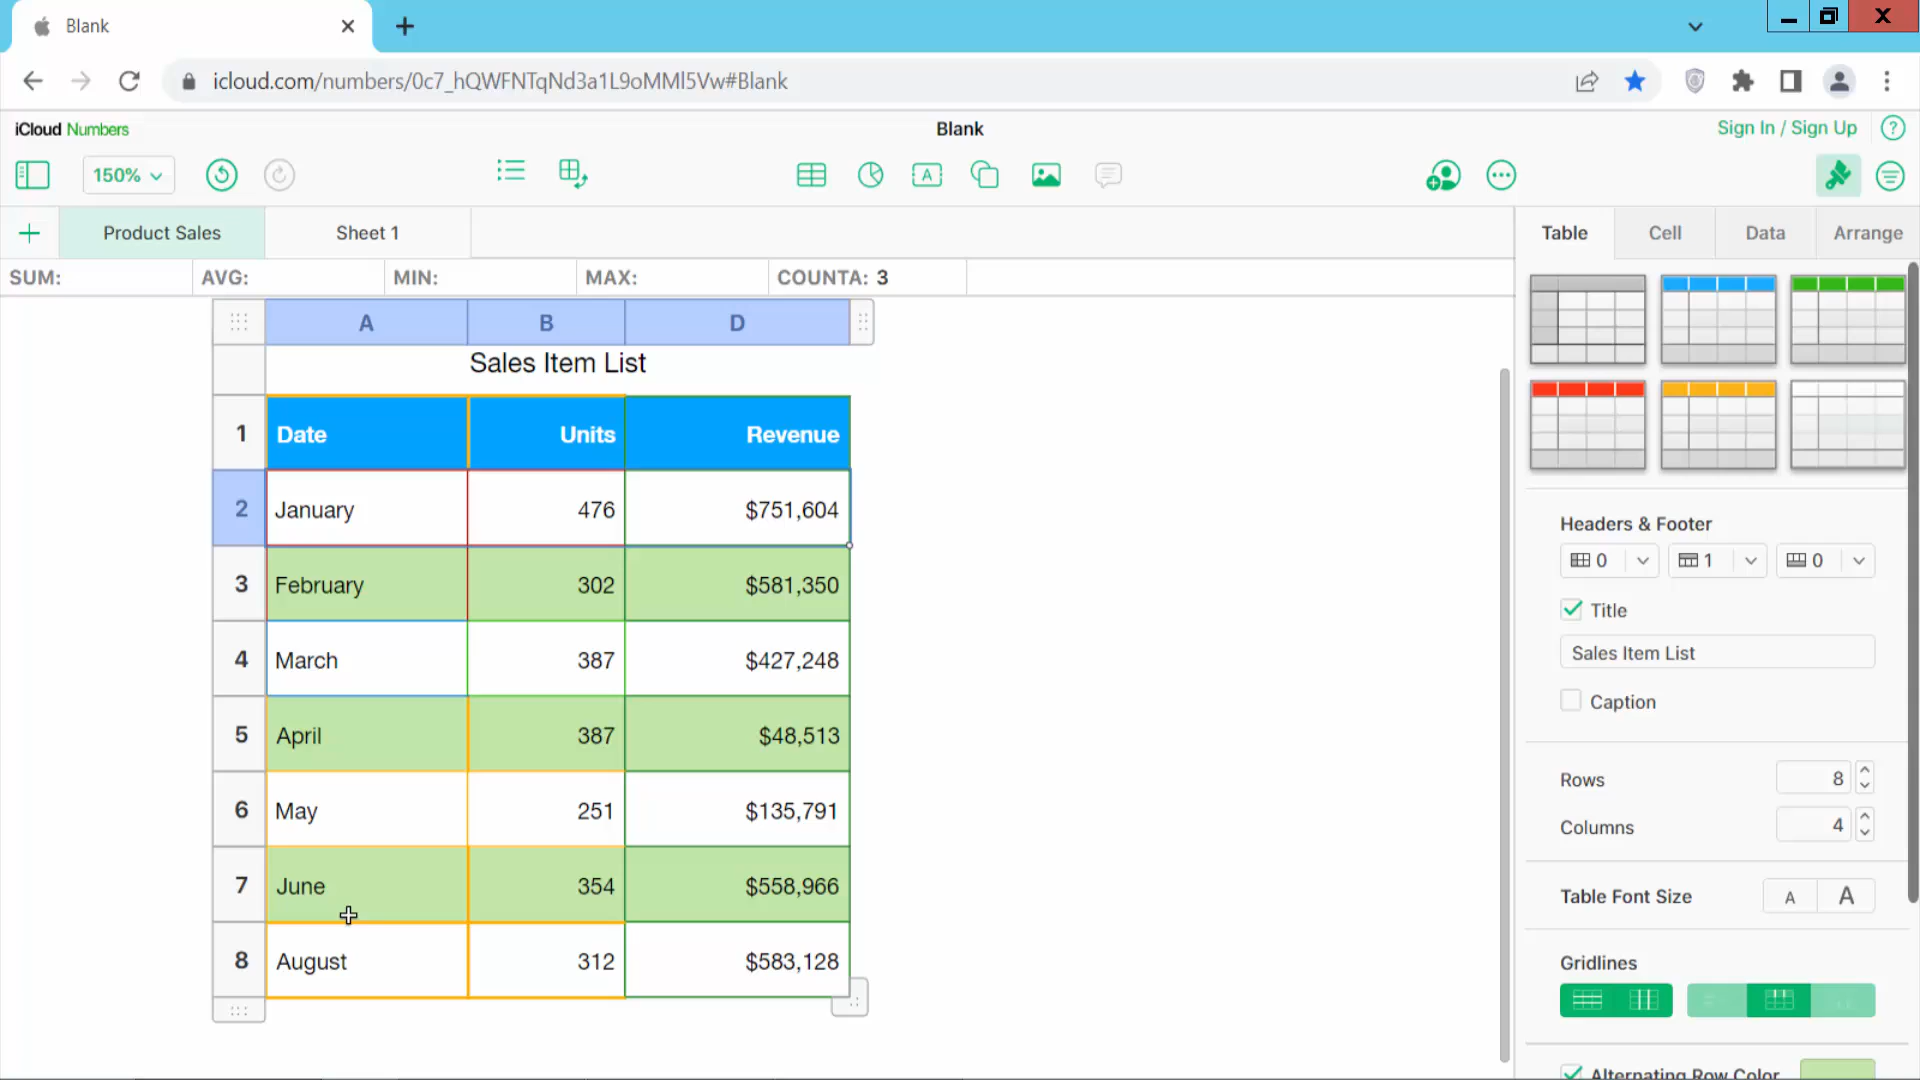 Blank
icloud.com/numbers/0c7_hQWFNTqNd3a1L9oMMl5Vw#Blank
iCloud Numbers
Blank
Sign In / Sign Up
?
150%
A
Product Sales
Sheet 1
Table
Cell
Data
Arrange
SUM:
AVG:
MIN:
MAX:
COUNTA: 3
A
B
D
Sales Item List
1
Date
Units
Revenue
2
January
476
$751,604
3
February
302
$581,350
4
March
387
$427,248
5
April
387
$48,513
6
May
251
$135,791
7
June
354
$558,966
8
August
312
$583,128
Headers & Footer
0
1
0
Title
Sales Item List
Caption
Rows
8
Columns
4
Table Font Size
A
A
Gridlines
Alternating Row Color